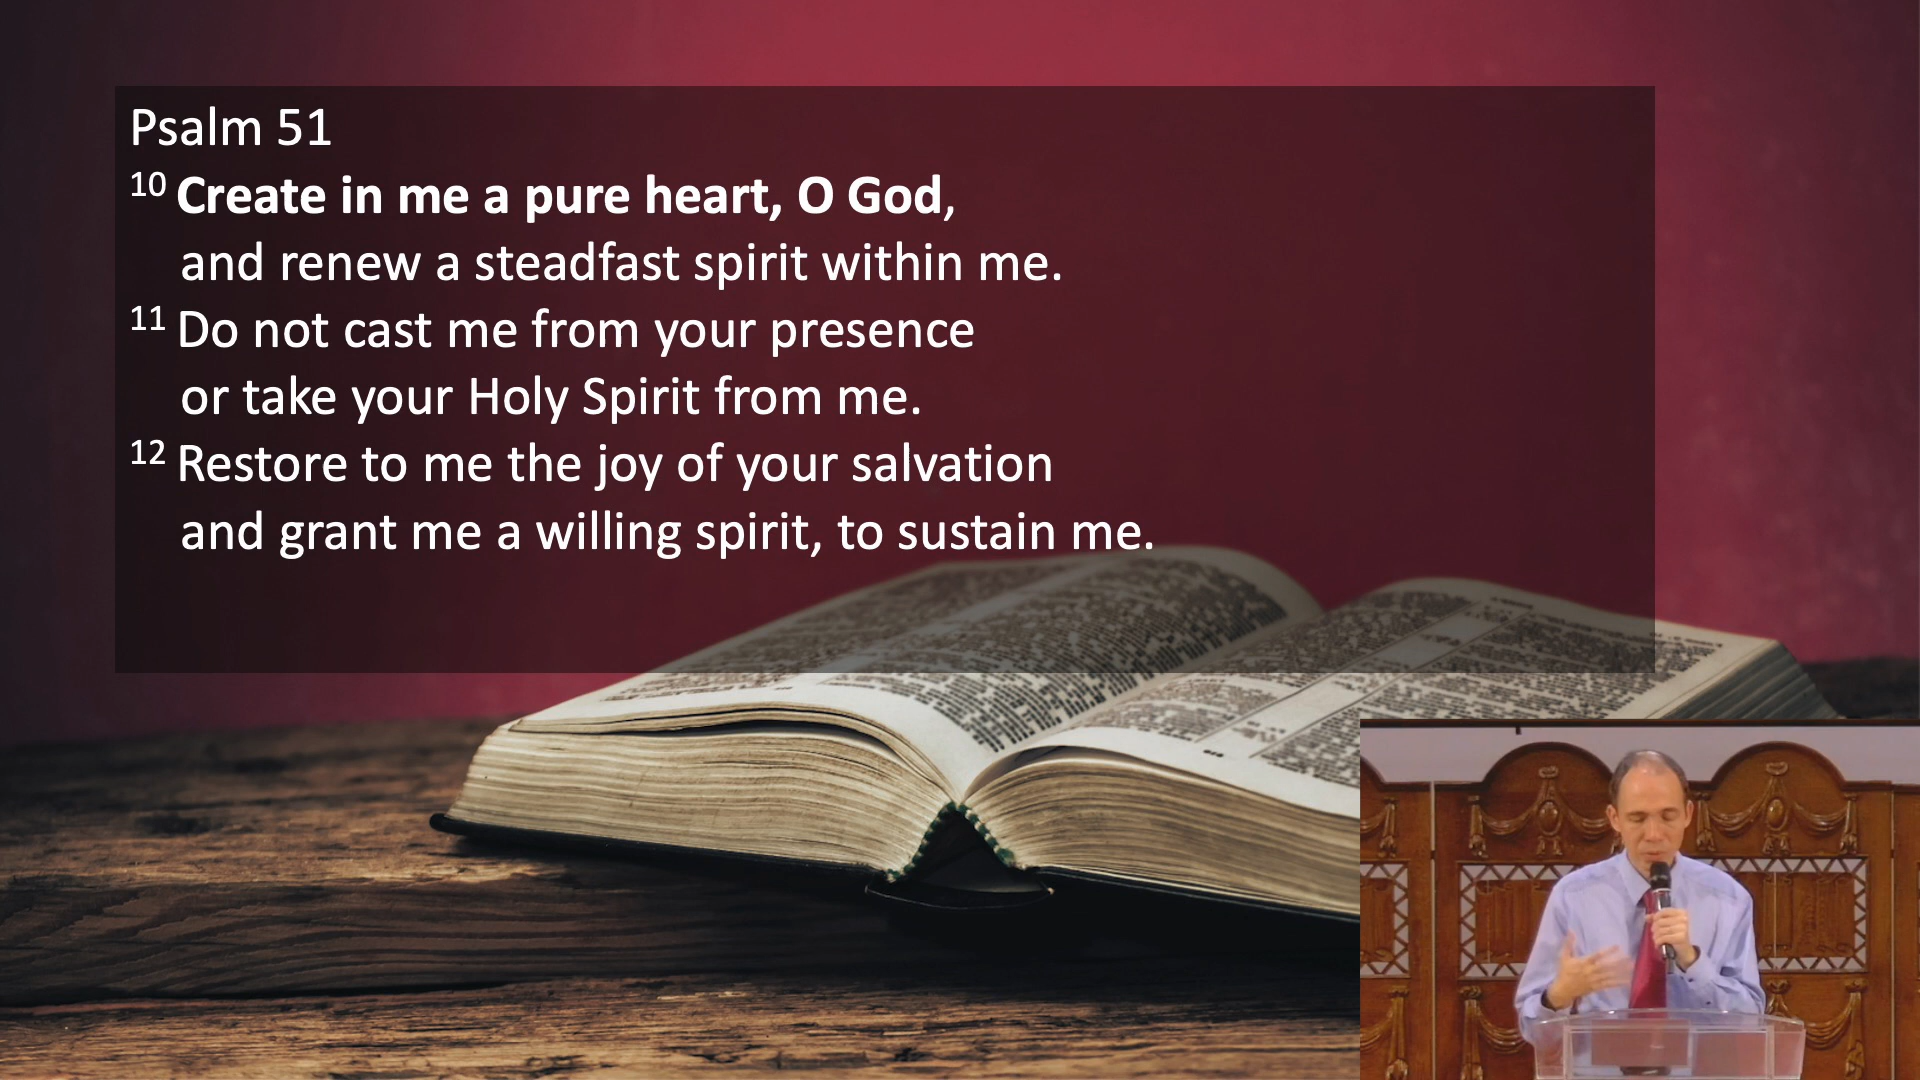 Psalm 51
10 Create in me a pure heart, O God,
and renew a steadfast spirit within me.
11 Do not cast me from your presence
or take your Holy Spirit from me.
12 Restore to me the joy of your salvation
and grant me a willing spirit, to sustain me.